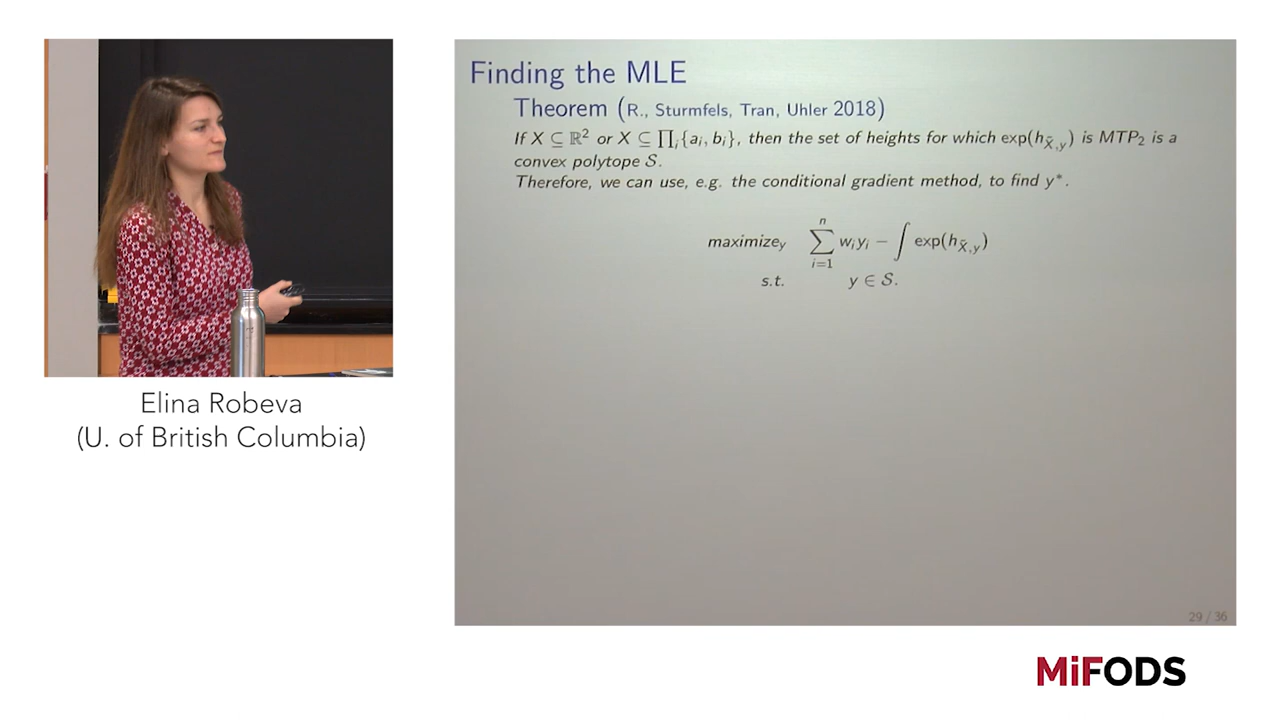 Finding the MLE
Theorem (R., Sturmfels, Tran, Uhler 2018)
If X ⊆ ℝ² or X ⊆ ∏ᵢ{aᵢ, bᵢ}, then the set of heights for which exp(h_{X̃,y}) is MTP₂ is a
convex polytope 𝒮.
Therefore, we can use, e.g. the conditional gradient method, to find y*.
maximize_y ∑_{i=1}^{n} wᵢyᵢ − ∫ exp(h_{X̃,y})
s.t. y ∈ 𝒮.
29 / 36
Elina Robeva
(U. of British Columbia)
MiFODS